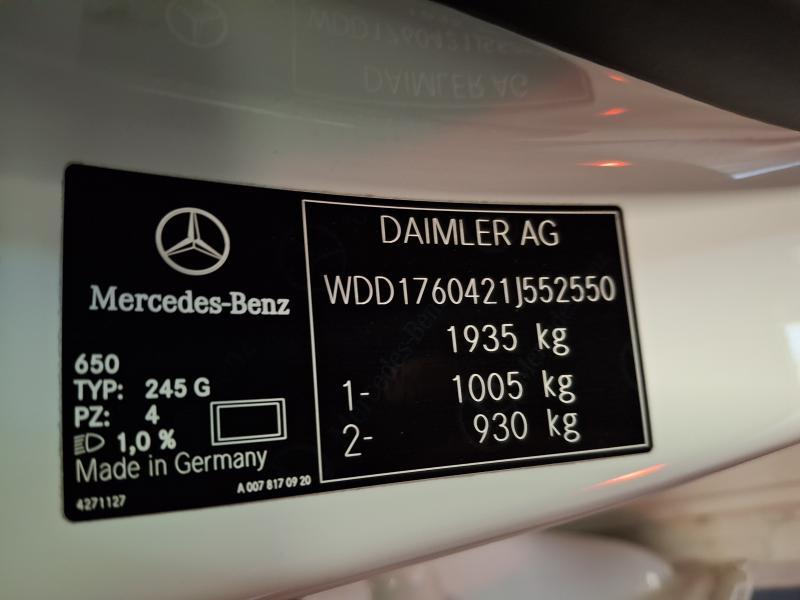 Mercedes-Benz
650
TYP: 245 G
PZ: 4
1,0 %
Made in Germany
4271127
A 007 817 09 20
DAIMLER AG
WDD1760421J552550
1935 kg
1- 1005 kg
2- 930 kg